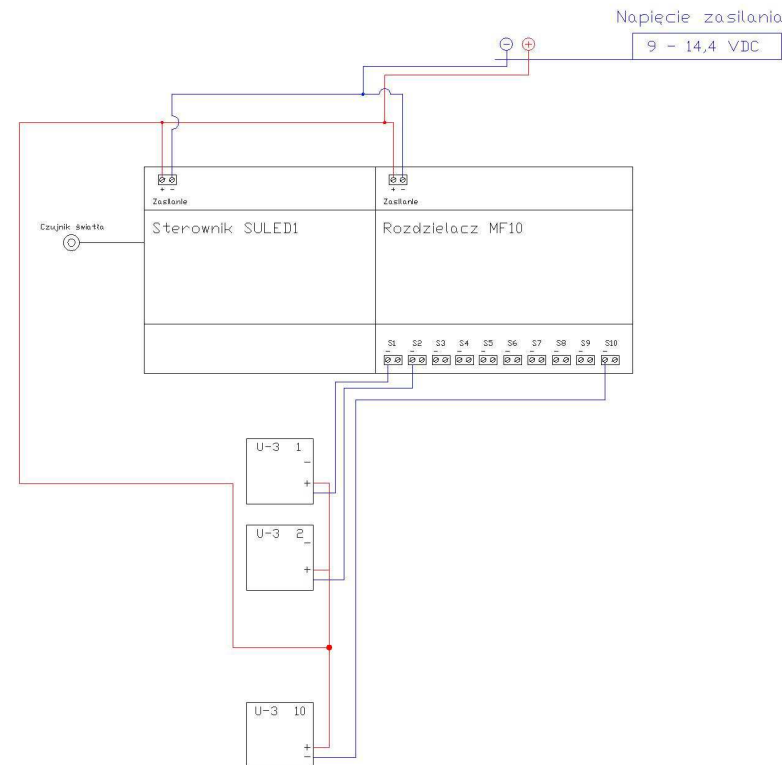 Napięcie zasilania
9 - 14,4 VDC
- +
+ -
Zasilanie
+ -
Zasilanie
Czujnik światła
Sterownik SULED1
Rozdzielacz MF10
S1 S2 S3 S4 S5 S6 S7 S8 S9 S10
- - - - - - - - - -
U-3 1
-
+
U-3 2
-
+
U-3 10
+
-